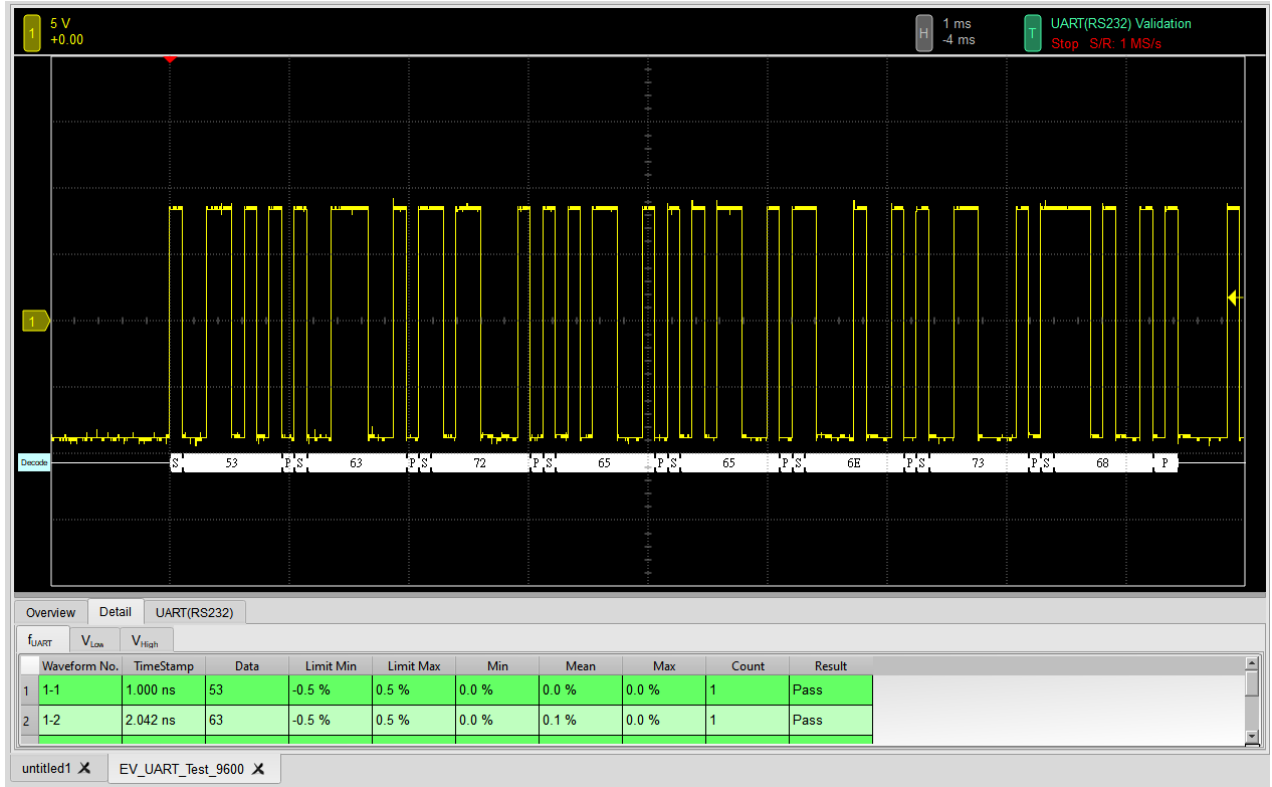 1 5 V
+0.00
H 1 ms
-4 ms
T UART(RS232) Validation
Stop S/R: 1 MS/s
1
Decode S 53 P S 63 P S 72 P S 65 P S 65 P S 6E P S 73 P S 68 P
Overview Detail UART(RS232)
fUART VLow VHigh
Waveform No. TimeStamp Data Limit Min Limit Max Min Mean Max Count Result
1 1-1 1.000 ns 53 -0.5 % 0.5 % 0.0 % 0.0 % 0.0 % 1 Pass
2 1-2 2.042 ns 63 -0.5 % 0.5 % 0.0 % 0.1 % 0.0 % 1 Pass
untitled1 X EV_UART_Test_9600 X